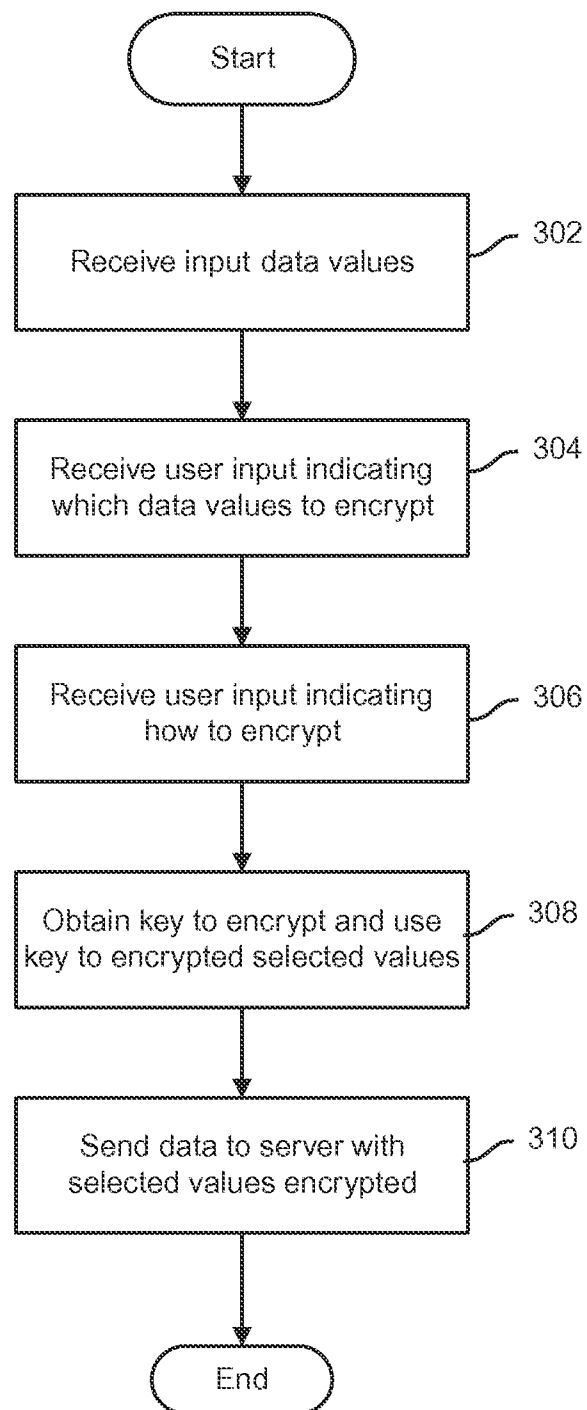 Start
Receive input data values
302
Receive user input indicating
which data values to encrypt
304
Receive user input indicating
how to encrypt
306
Obtain key to encrypt and use
key to encrypted selected values
308
Send data to server with
selected values encrypted
310
End